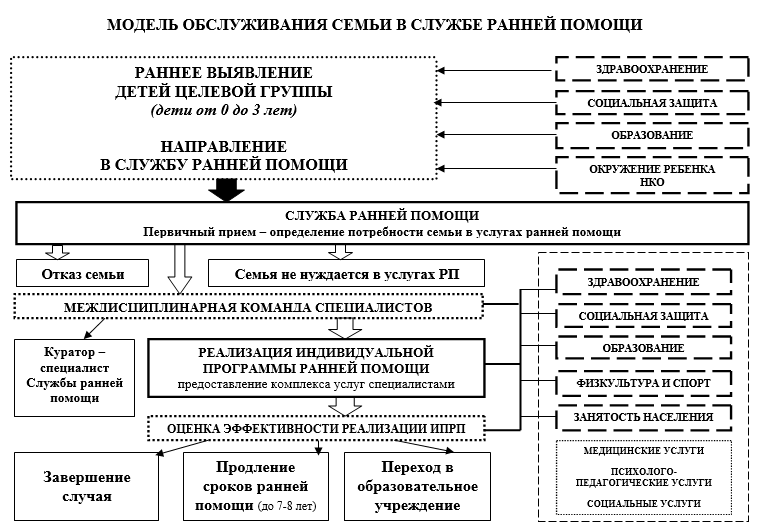 МОДЕЛЬ ОБСЛУЖИВАНИЯ СЕМЬИ В СЛУЖБЕ РАННЕЙ ПОМОЩИ
РАННЕЕ ВЫЯВЛЕНИЕ
ДЕТЕЙ ЦЕЛЕВОЙ ГРУППЫ
(дети от 0 до 3 лет)
НАПРАВЛЕНИЕ
В СЛУЖБУ РАННЕЙ ПОМОЩИ
ЗДРАВООХРАНЕНИЕ
СОЦИАЛЬНАЯ ЗАЩИТА
ОБРАЗОВАНИЕ
ОКРУЖЕНИЕ РЕБЕНКА
НКО
СЛУЖБА РАННЕЙ ПОМОЩИ
Первичный прием – определение потребности семьи в услугах ранней помощи
Отказ семьи
Семья не нуждается в услугах РП
МЕЖДИСЦИПЛИНАРНАЯ КОМАНДА СПЕЦИАЛИСТОВ
Куратор –
специалист
Службы ранней
помощи
РЕАЛИЗАЦИЯ ИНДИВИДУАЛЬНОЙ
ПРОГРАММЫ РАННЕЙ ПОМОЩИ
предоставление комплекса услуг специалистами
ОЦЕНКА ЭФФЕКТИВНОСТИ РЕАЛИЗАЦИИ ИПРП
Завершение
случая
Продление
сроков ранней
помощи (до 7-8 лет)
Переход в
образовательное
учреждение
ЗДРАВООХРАНЕНИЕ
СОЦИАЛЬНАЯ ЗАЩИТА
ОБРАЗОВАНИЕ
ФИЗКУЛЬТУРА И СПОРТ
ЗАНЯТОСТЬ НАСЕЛЕНИЯ
МЕДИЦИНСКИЕ УСЛУГИ
ПСИХОЛОГО-
ПЕДАГОГИЧЕСКИЕ УСЛУГИ
СОЦИАЛЬНЫЕ УСЛУГИ